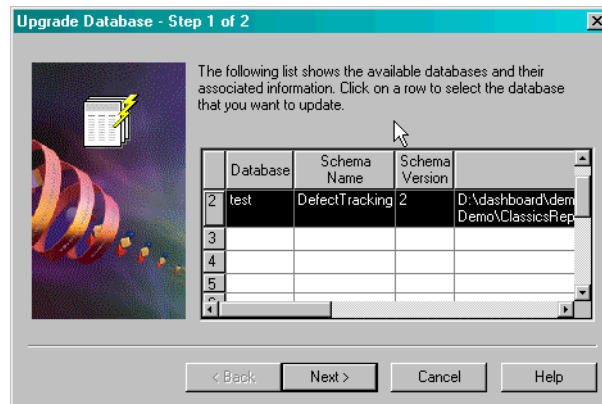 Upgrade Database - Step 1 of 2
The following list shows the available databases and their
associated information. Click on a row to select the database
that you want to update.
Database Schema Name Schema Version
2 test DefectTracking 2 D:\dashboard\dem
Demo\ClassicsRep
3
4
5
< Back Next > Cancel Help